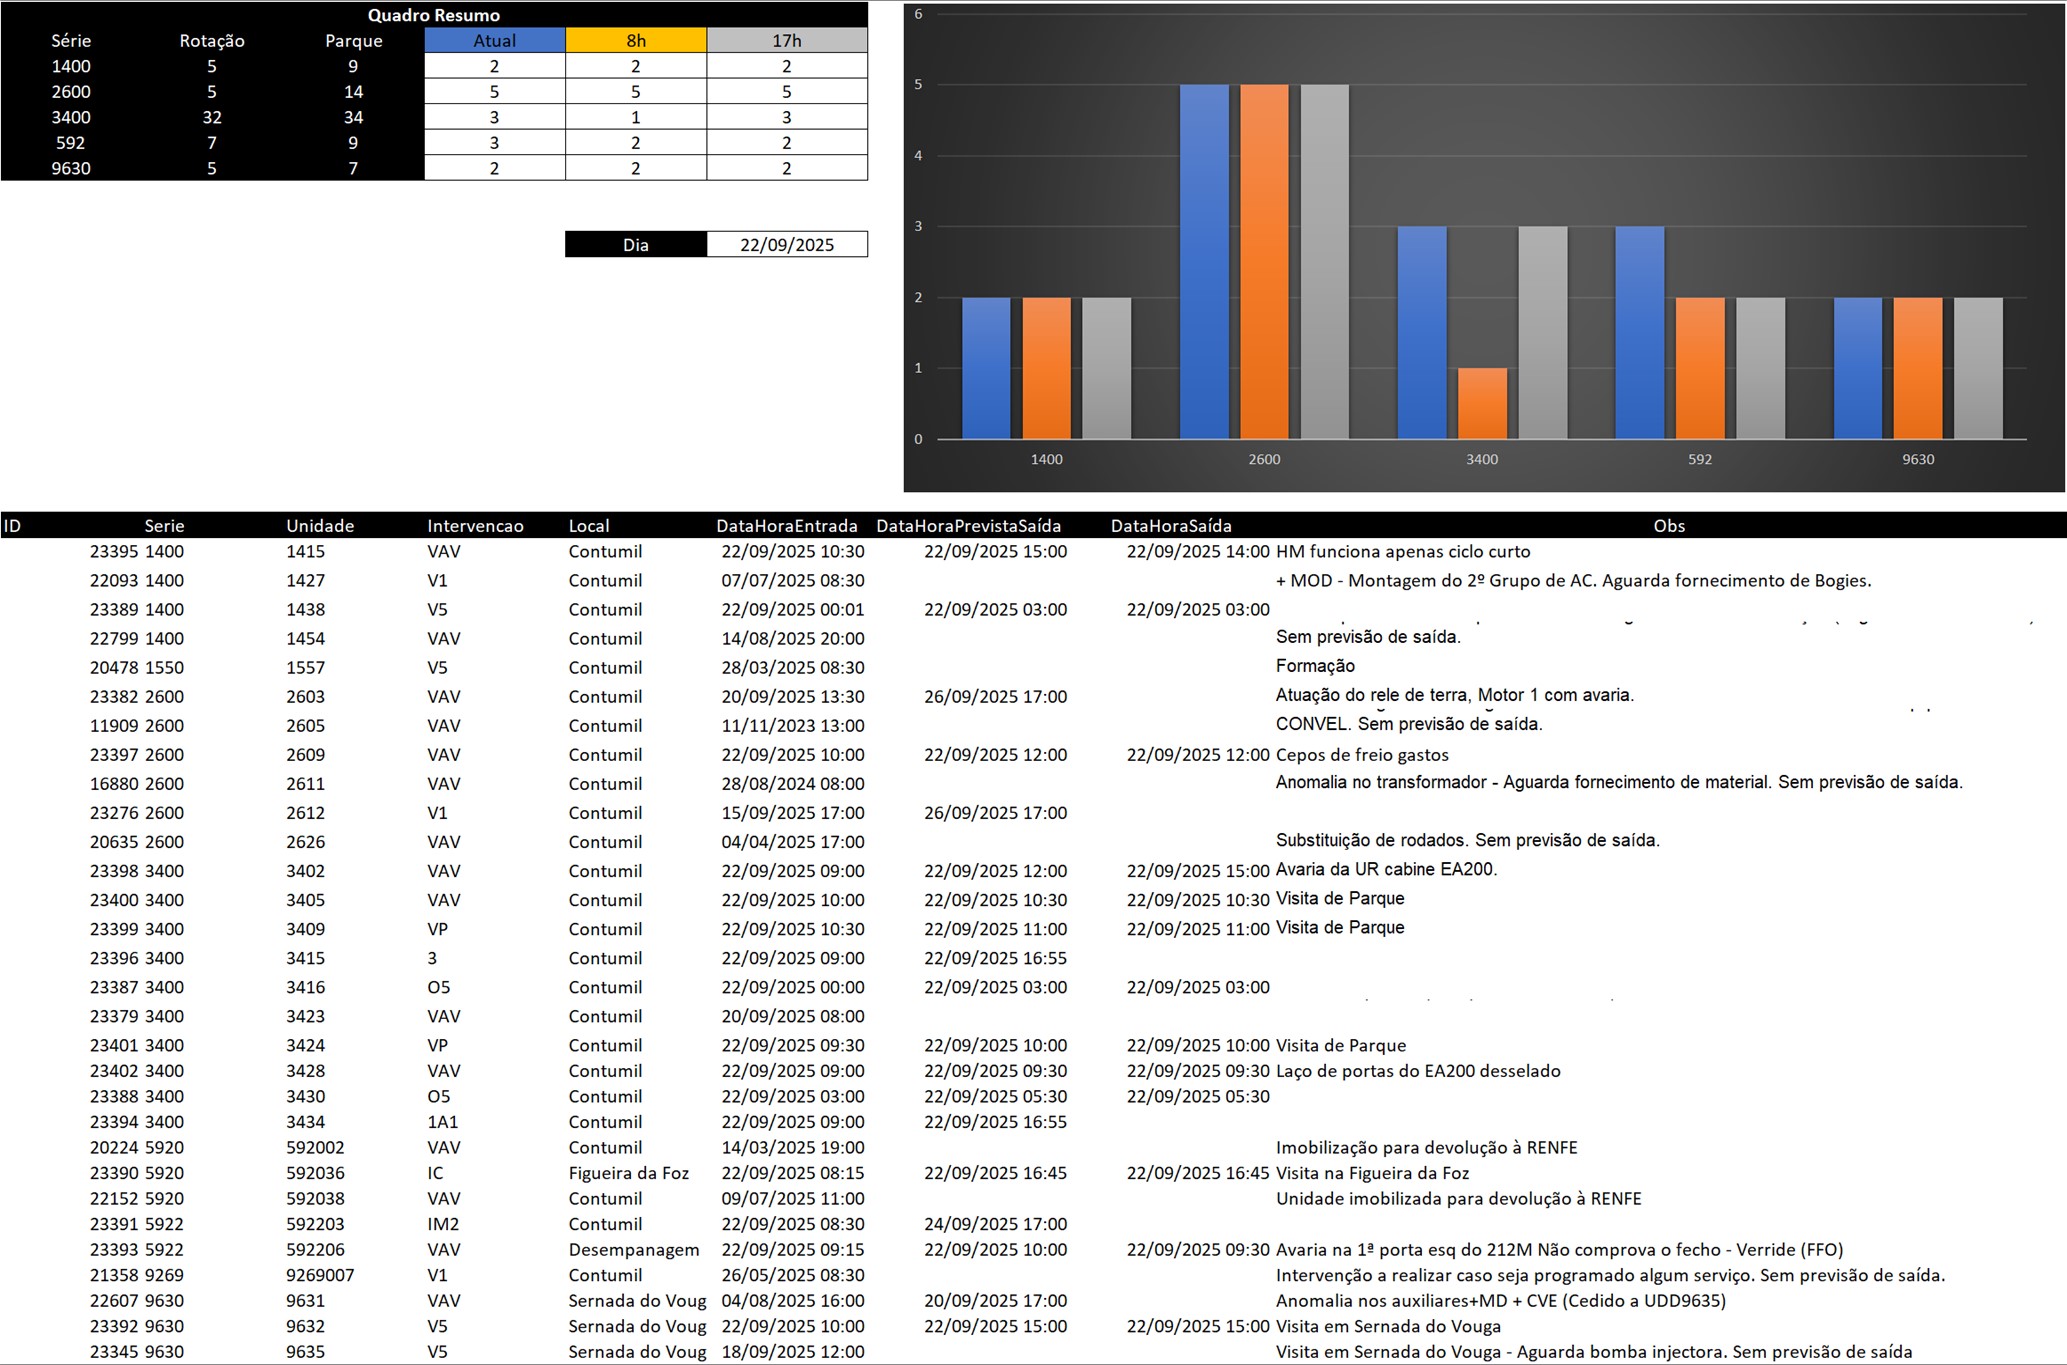 Quadro Resumo
Série Rotação Parque Atual 8h 17h
1400 5 9 2 2 2
2600 5 14 5 5 5
3400 32 34 3 1 3
592 7 9 3 2 2
9630 5 7 2 2 2
Dia 22/09/2025
6
5
4
3
2
1
0
1400 2600 3400 592 9630
ID Serie Unidade Intervencao Local DataHoraEntrada DataHoraPrevistaSaída DataHoraSaída Obs
23395 1400 1415 VAV Contumil 22/09/2025 10:30 22/09/2025 15:00 22/09/2025 14:00 HM funciona apenas ciclo curto
22093 1400 1427 V1 Contumil 07/07/2025 08:30 + MOD - Montagem do 2º Grupo de AC. Aguarda fornecimento de Bogies.
23389 1400 1438 V5 Contumil 22/09/2025 00:01 22/09/2025 03:00 22/09/2025 03:00
22799 1400 1454 VAV Contumil 14/08/2025 20:00 Sem previsão de saída.
20478 1550 1557 V5 Contumil 28/03/2025 08:30 Formação
23382 2600 2603 VAV Contumil 20/09/2025 13:30 26/09/2025 17:00 Atuação do rele de terra, Motor 1 com avaria.
11909 2600 2605 VAV Contumil 11/11/2023 13:00 CONVEL. Sem previsão de saída.
23397 2600 2609 VAV Contumil 22/09/2025 10:00 22/09/2025 12:00 22/09/2025 12:00 Cepos de freio gastos
16880 2600 2611 VAV Contumil 28/08/2024 08:00 Anomalia no transformador - Aguarda fornecimento de material. Sem previsão de saída.
23276 2600 2612 V1 Contumil 15/09/2025 17:00 26/09/2025 17:00
20635 2600 2626 VAV Contumil 04/04/2025 17:00 Substituição de rodados. Sem previsão de saída.
23398 3400 3402 VAV Contumil 22/09/2025 09:00 22/09/2025 12:00 22/09/2025 15:00 Avaria da UR cabine EA200.
23400 3400 3405 VAV Contumil 22/09/2025 10:00 22/09/2025 10:30 22/09/2025 10:30 Visita de Parque
23399 3400 3409 VP Contumil 22/09/2025 10:30 22/09/2025 11:00 22/09/2025 11:00 Visita de Parque
23396 3400 3415 3 Contumil 22/09/2025 09:00 22/09/2025 16:55
23387 3400 3416 O5 Contumil 22/09/2025 00:00 22/09/2025 03:00 22/09/2025 03:00
23379 3400 3423 VAV Contumil 20/09/2025 08:00
23401 3400 3424 VP Contumil 22/09/2025 09:30 22/09/2025 10:00 22/09/2025 10:00 Visita de Parque
23402 3400 3428 VAV Contumil 22/09/2025 09:00 22/09/2025 09:30 22/09/2025 09:30 Laço de portas do EA200 desselado
23388 3400 3430 O5 Contumil 22/09/2025 03:00 22/09/2025 05:30 22/09/2025 05:30
23394 3400 3434 1A1 Contumil 22/09/2025 09:00 22/09/2025 16:55
20224 5920 592002 VAV Contumil 14/03/2025 19:00 Imobilização para devolução à RENFE
23390 5920 592036 IC Figueira da Foz 22/09/2025 08:15 22/09/2025 16:45 22/09/2025 16:45 Visita na Figueira da Foz
22152 5920 592038 VAV Contumil 09/07/2025 11:00 Unidade imobilizada para devolução à RENFE
23391 5922 592203 IM2 Contumil 22/09/2025 08:30 24/09/2025 17:00
23393 5922 592206 VAV Desempanagem 22/09/2025 09:15 22/09/2025 10:00 22/09/2025 09:30 Avaria na 1ª porta esq do 212M Não comprova o fecho - Verride (FFO)
21358 9269 9269007 V1 Contumil 26/05/2025 08:30 Intervenção a realizar caso seja programado algum serviço. Sem previsão de saída.
22607 9630 9631 VAV Sernada do Voug 04/08/2025 16:00 20/09/2025 17:00 Anomalia nos auxiliares+MD + CVE (Cedido a UDD9635)
23392 9630 9632 V5 Sernada do Voug 22/09/2025 10:00 22/09/2025 15:00 22/09/2025 15:00 Visita em Sernada do Vouga
23345 9630 9635 V5 Sernada do Voug 18/09/2025 12:00 Visita em Sernada do Vouga - Aguarda bomba injectora. Sem previsão de saída